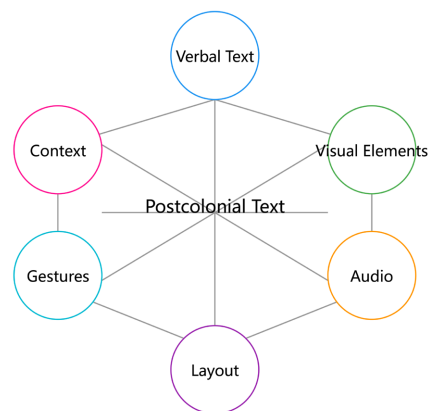 Verbal Text
Context
Visual Elements
Postcolonial Text
Gestures
Audio
Layout